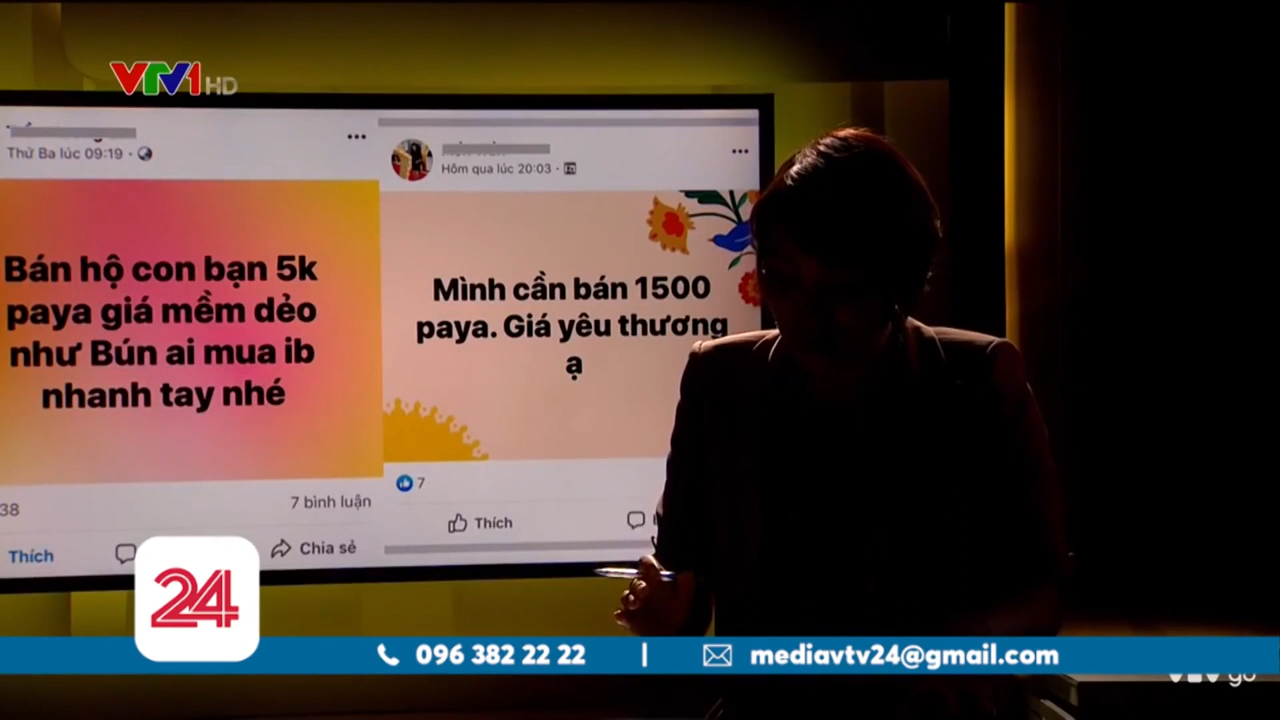 VTV1 HD
Thứ Ba lúc 09:19 ·
Bán hộ con bạn 5k
paya giá mềm dẻo
như Bún ai mua ib
nhanh tay nhé
38
7 bình luận
Thích
Chia sẻ
Hôm qua lúc 20:03 ·
Mình cần bán 1500
paya. Giá yêu thương
ạ
7
Thích
24
096 382 22 22 | mediavtv24@gmail.com
go